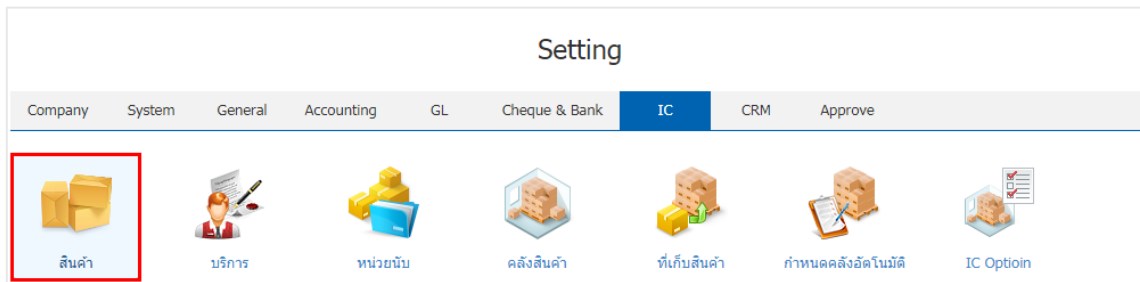 Setting
Company System General Accounting GL Cheque & Bank IC CRM Approve
สินค้า บริการ หน่วยนับ คลังสินค้า ที่เก็บสินค้า กำหนดคลังอัตโนมัติ IC Optioin